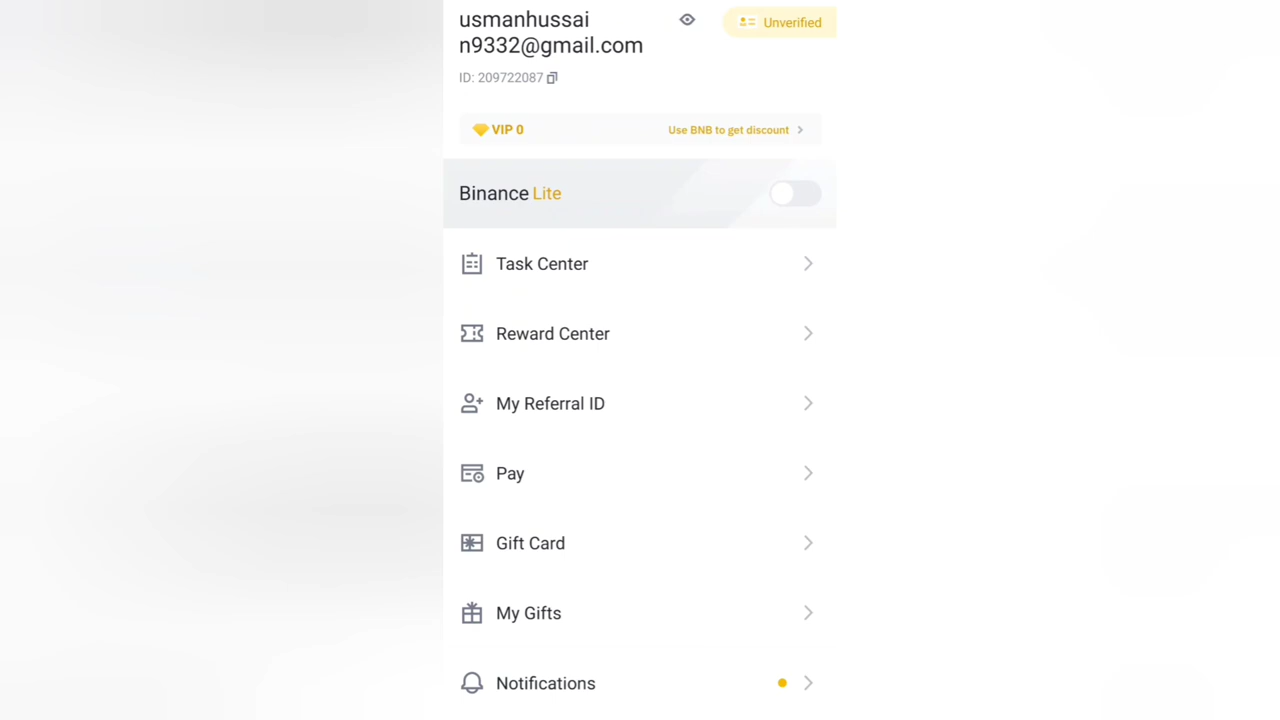 usmanhussai
n9332@gmail.com
Unverified
ID: 209722087
VIP 0
Use BNB to get discount
Binance Lite
Task Center
Reward Center
My Referral ID
Pay
Gift Card
My Gifts
Notifications